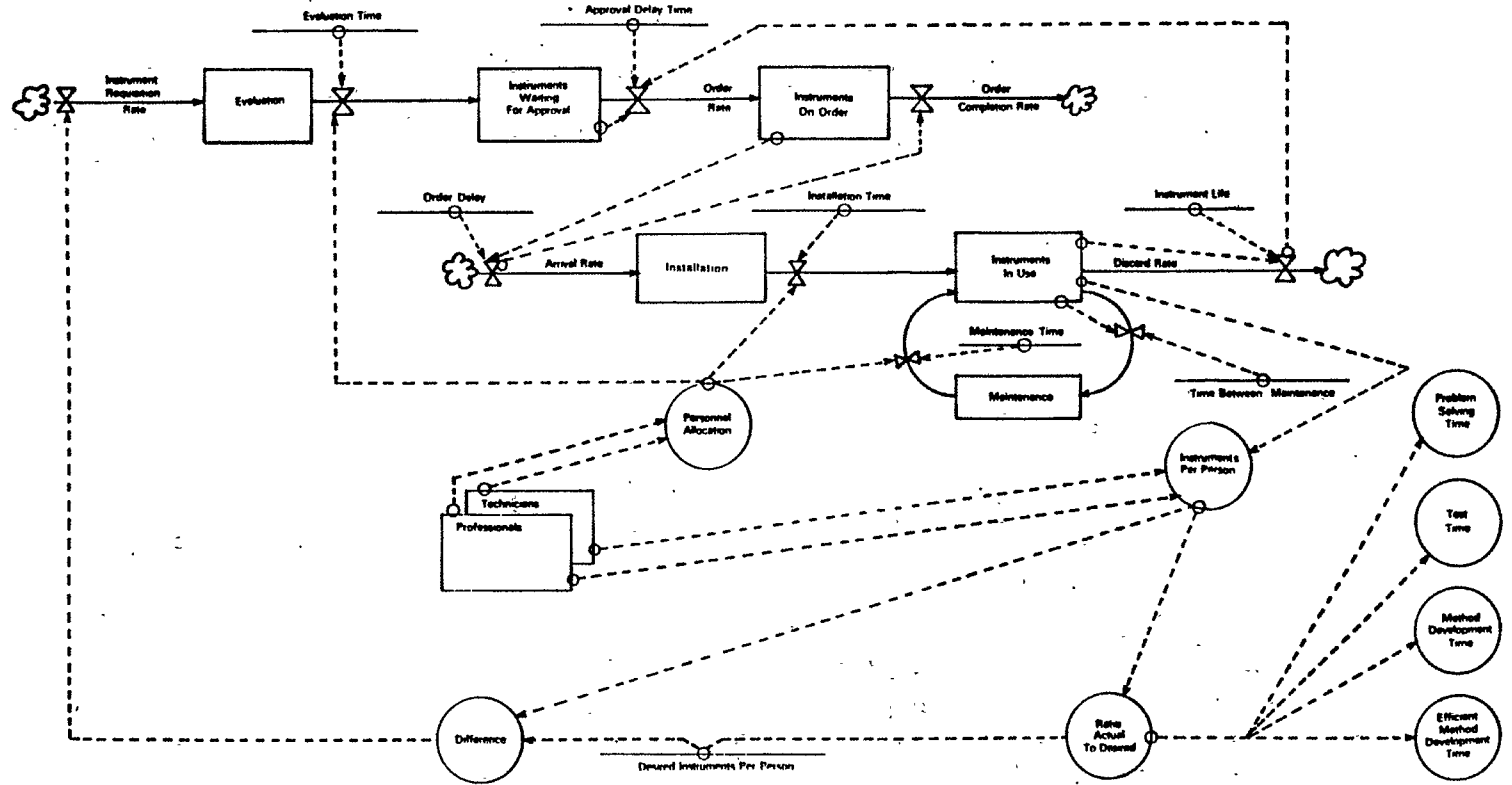 Evaluation Time
Approval Delay Time
Instrument
Requisition
Rate
Evaluation
Instruments
Waiting
For Approval
Order
Rate
Instruments
On Order
Order
Completion Rate
Order Delay
Installation Time
Instrument Life
Arrival Rate
Installation
Instruments
In Use
Discard Rate
Maintenance Time
Maintenance
Time Between Maintenance
Personnel
Allocation
Problem
Solving
Time
Instruments
Per Person
Technicians
Professionals
Test
Time
Method
Development
Time
Difference
Desired Instruments Per Person
Ratio
Actual
To Desired
Efficient
Method
Development
Time